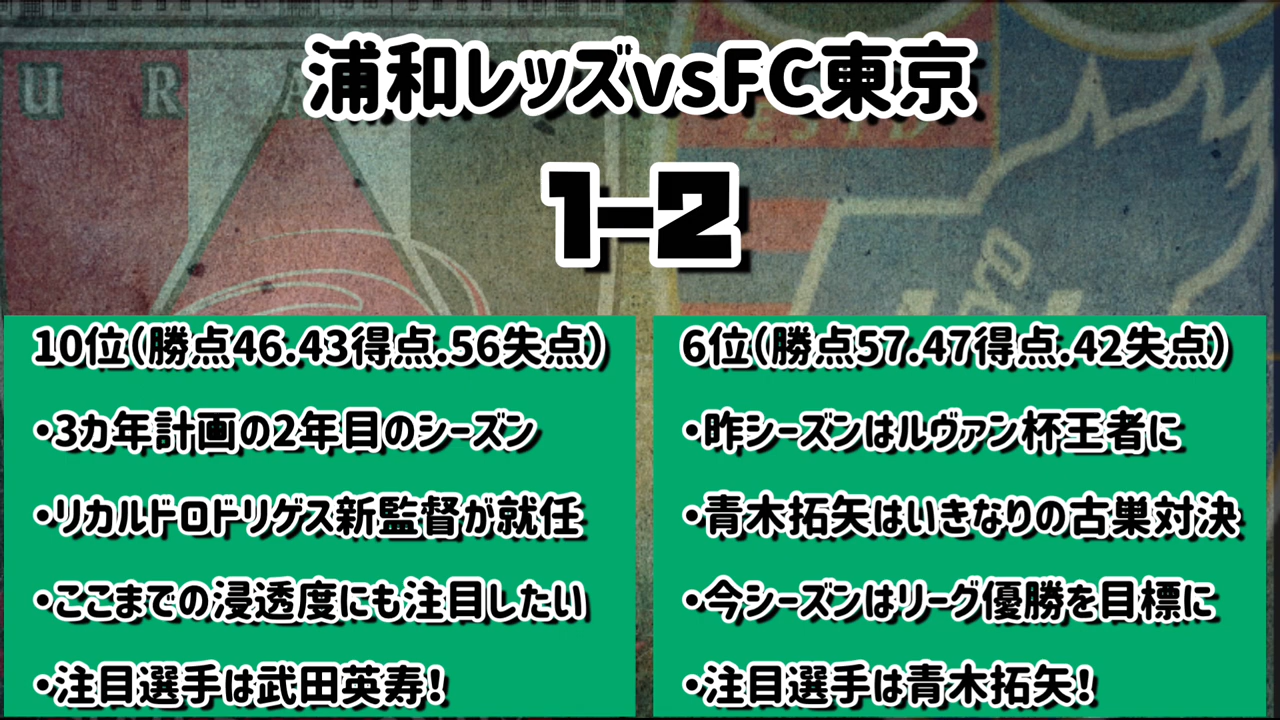 浦和レッズvsFC東京
U R A
ESTD
1-2
10位(勝点46.43得点.56失点)
・3カ年計画の2年目のシーズン
・リカルドロドリゲス新監督が就任
・ここまでの浸透度にも注目したい
・注目選手は武田英寿!
6位(勝点57.47得点.42失点)
・昨シーズンはルヴァン杯王者に
・青木拓矢はいきなりの古巣対決
・今シーズンはリーグ優勝を目標に
・注目選手は青木拓矢!